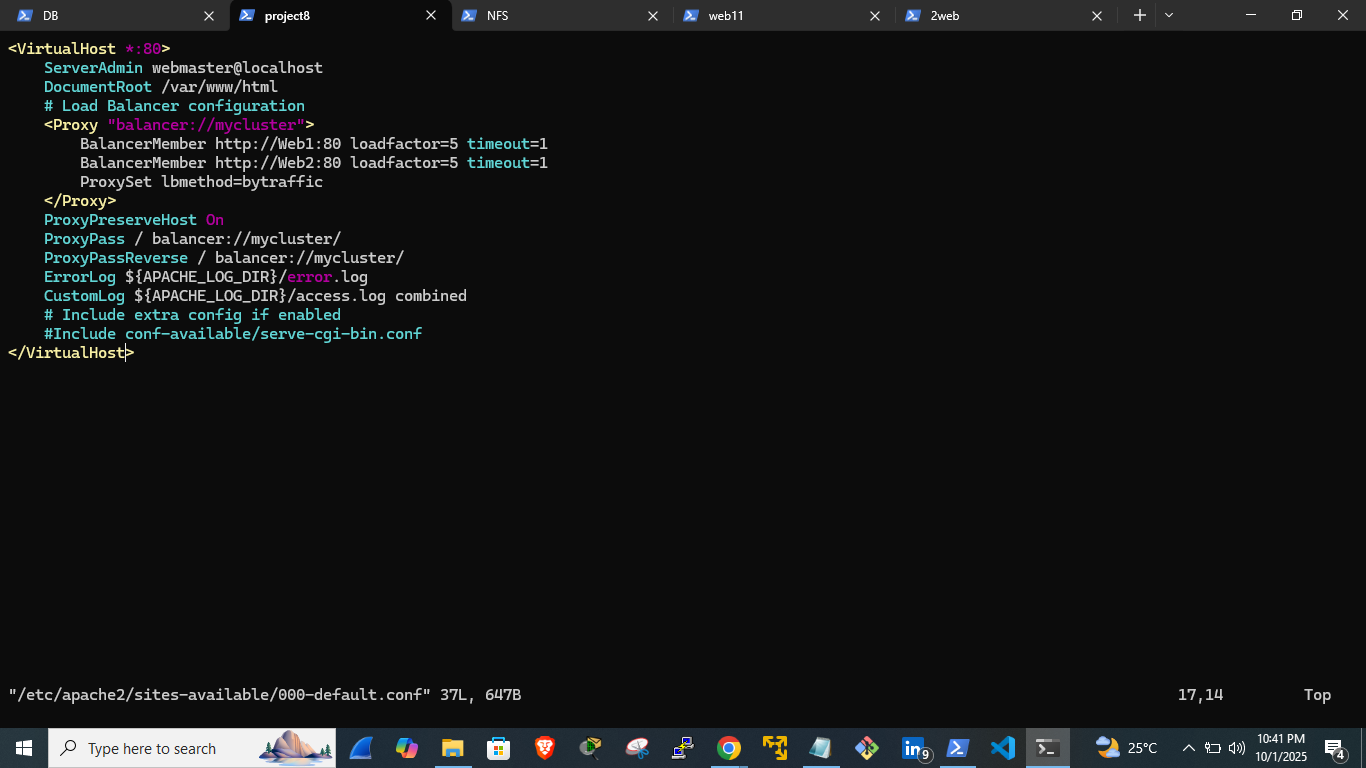 DB
project8
NFS
web11
2web
<VirtualHost *:80>
    ServerAdmin webmaster@localhost
    DocumentRoot /var/www/html
    # Load Balancer configuration
    <Proxy "balancer://mycluster">
        BalancerMember http://Web1:80 loadfactor=5 timeout=1
        BalancerMember http://Web2:80 loadfactor=5 timeout=1
        ProxySet lbmethod=bytraffic
    </Proxy>
    ProxyPreserveHost On
    ProxyPass / balancer://mycluster/
    ProxyPassReverse / balancer://mycluster/
    ErrorLog ${APACHE_LOG_DIR}/error.log
    CustomLog ${APACHE_LOG_DIR}/access.log combined
    # Include extra config if enabled
    #Include conf-available/serve-cgi-bin.conf
</VirtualHost>
"/etc/apache2/sites-available/000-default.conf" 37L, 647B 17,14 Top
Type here to search
9
25°C
10:41 PM
10/1/2025
4